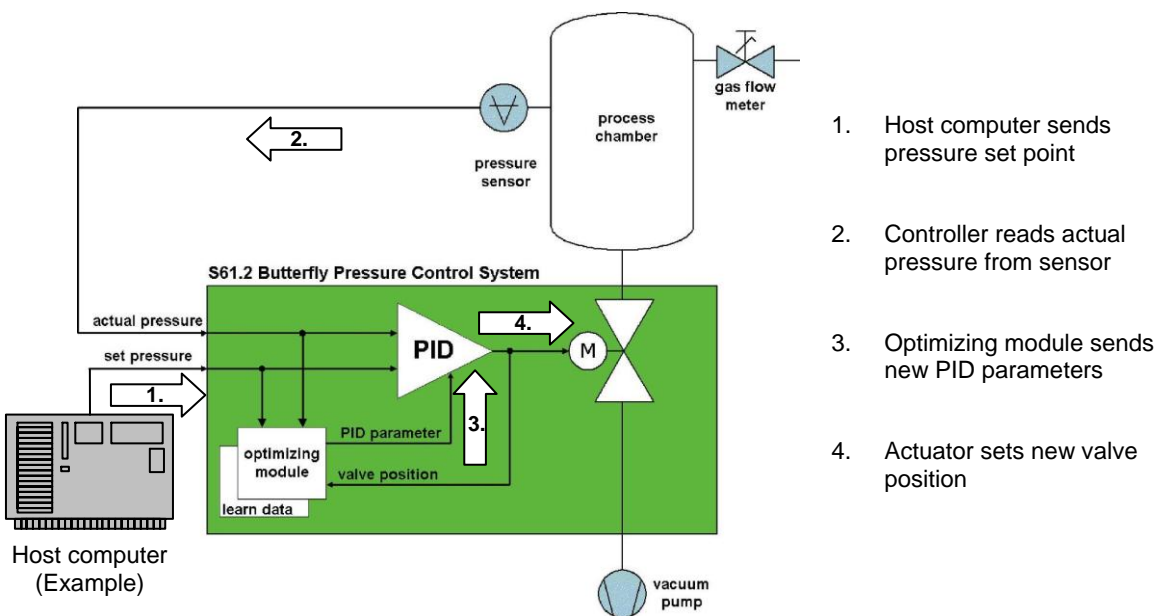 gas flow
meter
process
chamber
2.
pressure
sensor
S61.2 Butterfly Pressure Control System
actual pressure
set pressure
1.
PID
4.
M
3.
PID parameter
optimizing
module
valve position
learn data
Host computer
(Example)
vacuum
pump
1. Host computer sends
pressure set point
2. Controller reads actual
pressure from sensor
3. Optimizing module sends
new PID parameters
4. Actuator sets new valve
position